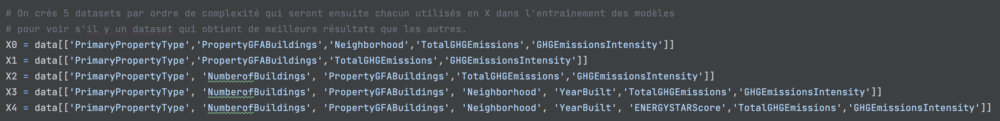 # On crée 5 datasets par ordre de complexité qui seront ensuite chacun utilisés en X dans l'entraînement des modèles
# pour voir s'il y un dataset qui obtient de meilleurs résultats que les autres.
X0 = data[['PrimaryPropertyType','PropertyGFABuildings','Neighborhood','TotalGHGEmissions','GHGEmissionsIntensity']]
X1 = data[['PrimaryPropertyType','PropertyGFABuildings','TotalGHGEmissions','GHGEmissionsIntensity']]
X2 = data[['PrimaryPropertyType', 'NumberofBuildings', 'PropertyGFABuildings','TotalGHGEmissions','GHGEmissionsIntensity']]
X3 = data[['PrimaryPropertyType', 'NumberofBuildings', 'PropertyGFABuildings', 'Neighborhood', 'YearBuilt','TotalGHGEmissions','GHGEmissionsIntensity']]
X4 = data[['PrimaryPropertyType', 'NumberofBuildings', 'PropertyGFABuildings', 'Neighborhood', 'YearBuilt', 'ENERGYSTARScore','TotalGHGEmissions','GHGEmissionsIntensity']]